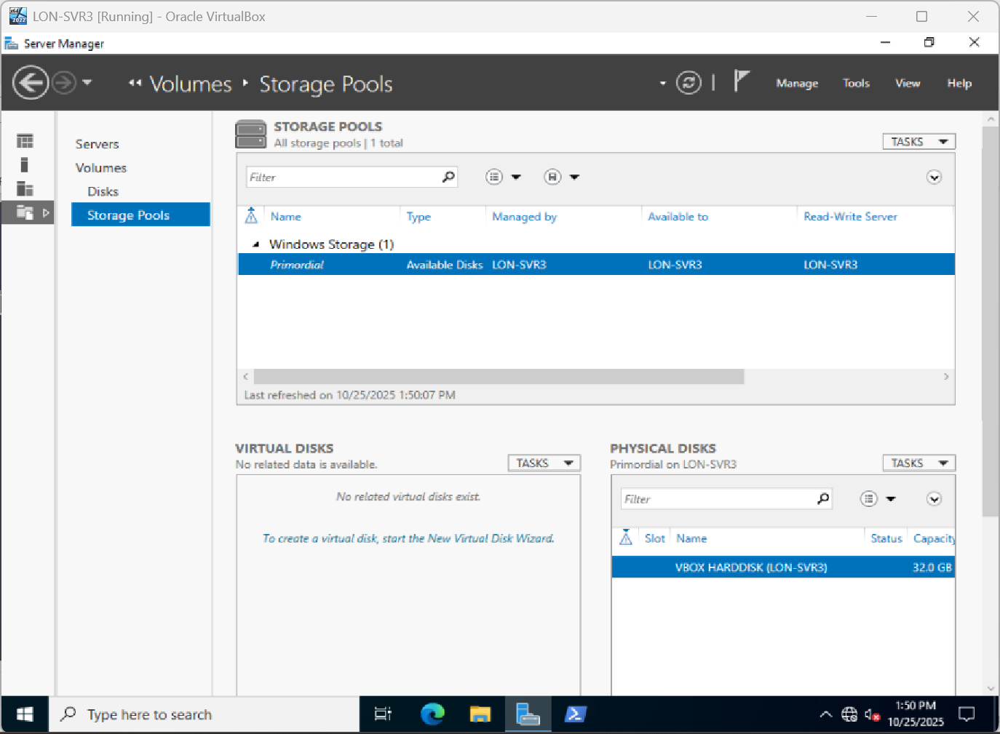 LON-SVR3 [Running] - Oracle VirtualBox
Server Manager
Volumes
Storage Pools
Manage
Tools
View
Help
Servers
Volumes
Disks
Storage Pools
STORAGE POOLS
All storage pools | 1 total
TASKS
Filter
Name Type Managed by Available to Read-Write Server
Windows Storage (1)
Primordial Available Disks LON-SVR3 LON-SVR3 LON-SVR3
Last refreshed on 10/25/2025 1:50:07 PM
VIRTUAL DISKS
No related data is available.
TASKS
No related virtual disks exist.
To create a virtual disk, start the New Virtual Disk Wizard.
PHYSICAL DISKS
Primordial on LON-SVR3
TASKS
Filter
Slot Name Status Capacity
VBOX HARDDISK (LON-SVR3) 32.0 GB
Type here to search
1:50 PM
10/25/2025